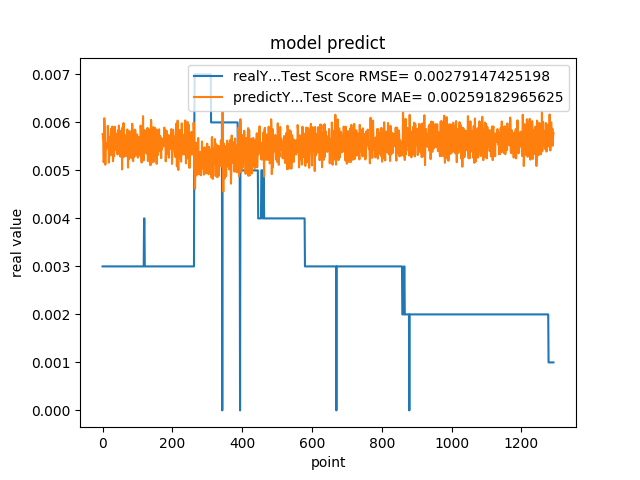 model predict
realY...Test Score RMSE= 0.00279147425198
predictY...Test Score MAE= 0.00259182965625
0.007
0.006
0.005
0.004
0.003
0.002
0.001
0.000
real value
0 200 400 600 800 1000 1200
point